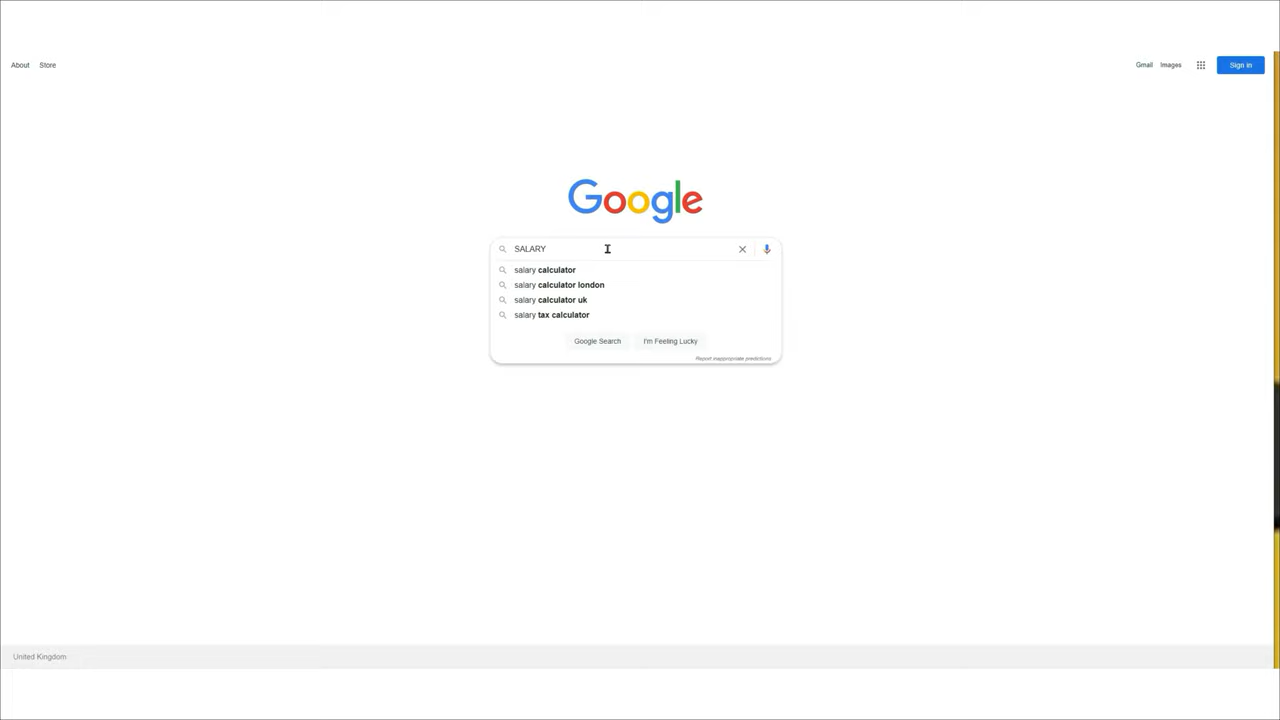 About Store Gmail Images Sign in
Google
SALARY
salary calculator
salary calculator london
salary calculator uk
salary tax calculator
Google Search I'm Feeling Lucky
Report inappropriate predictions
United Kingdom